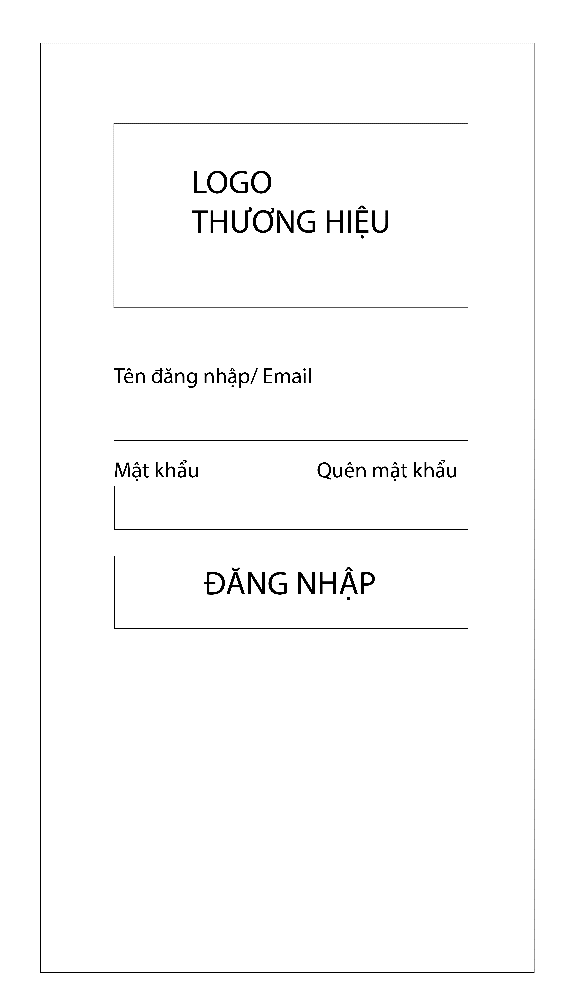 LOGO
THƯƠNG HIỆU
Tên đăng nhập/ Email
Mật khẩu Quên mật khẩu
ĐĂNG NHẬP